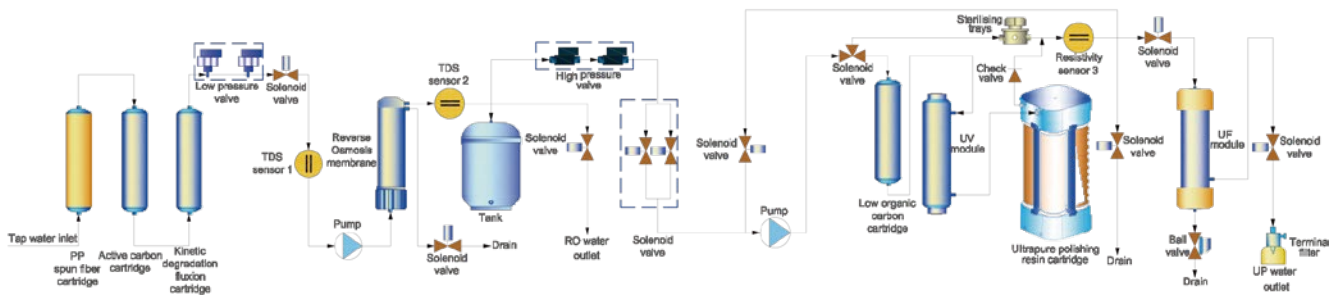 Tap water inlet
PP
spun fiber
cartridge
Active carbon
cartridge
Kinetic
degradation
fluxion
cartridge
Low pressure
valve
Solenoid
valve
TDS
sensor 1
Pump
Reverse
Osmosis
membrane
Solenoid
valve
Drain
TDS
sensor 2
Tank
High pressure
valve
Solenoid
valve
RO water
outlet
Solenoid
valve
Solenoid
valve
Pump
Solenoid
valve
Low organic
carbon
cartridge
UV
module
Sterilising
trays
Check
valve
Resistivity
sensor 3
Ultrapure polishing
resin cartridge
Solenoid
valve
Drain
Solenoid
valve
UF
module
Ball
valve
Drain
Solenoid
valve
Terminal
filter
UP water
outlet